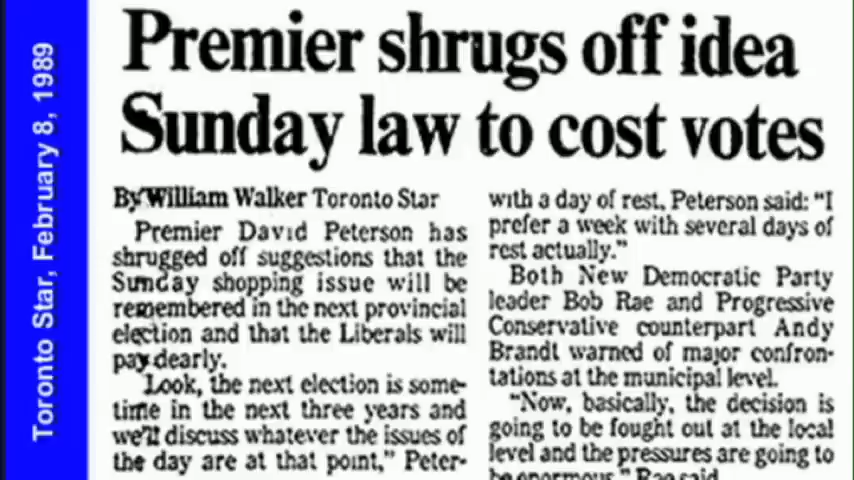 Toronto Star, February 8, 1989
Premier shrugs off idea
Sunday law to cost votes
By William Walker Toronto Star
Premier David Peterson has
shrugged off suggestions that the
Sunday shopping issue will be
remembered in the next provincial
election and that the Liberals will
pay dearly.
Look, the next election is some-
time in the next three years and
we'll discuss whatever the issues of
the day are at that point," Peter-
with a day of rest, Peterson said: "I
prefer a week with several days of
rest actually."
Both New Democratic Party
leader Bob Rae and Progressive
Conservative counterpart Andy
Brandt warned of major confron-
tations at the municipal level.
"Now, basically, the decision is
going to be fought out at the local
level and the pressures are going to
be enormous," Rae said